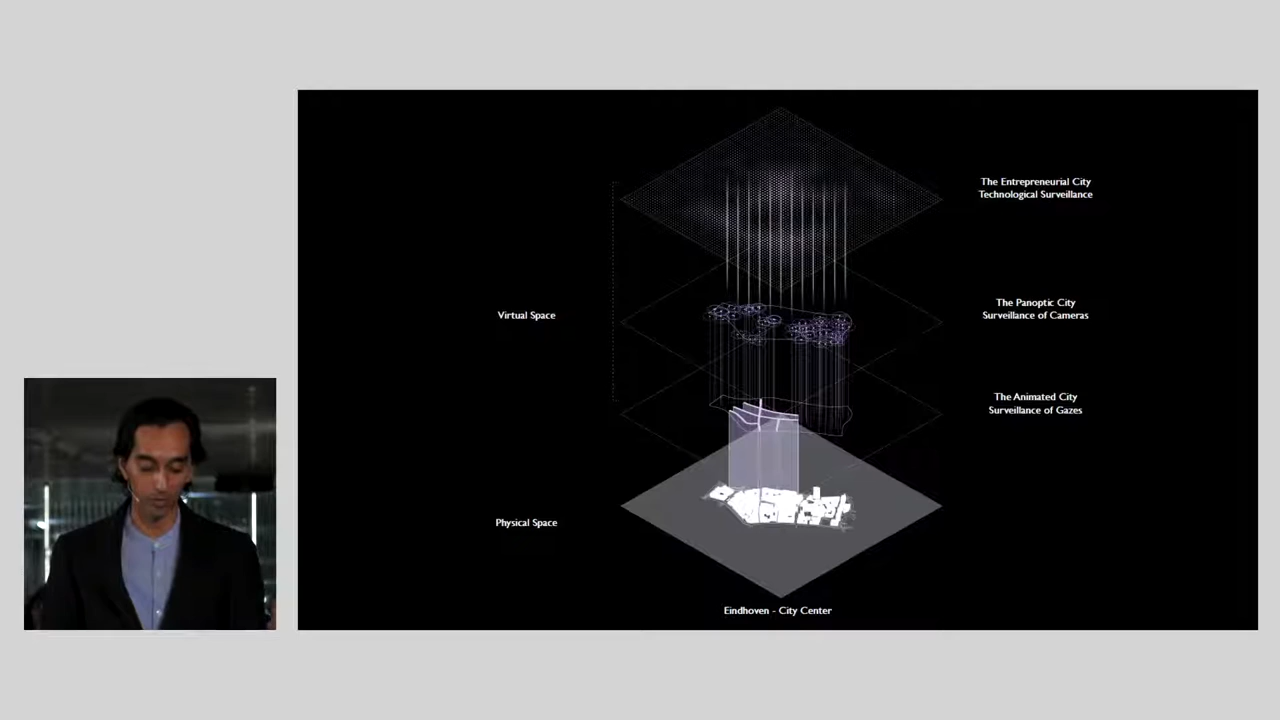 The Entrepreneurial City
Technological Surveillance
Virtual Space
The Panoptic City
Surveillance of Cameras
The Animated City
Surveillance of Gazes
Physical Space
Eindhoven - City Center